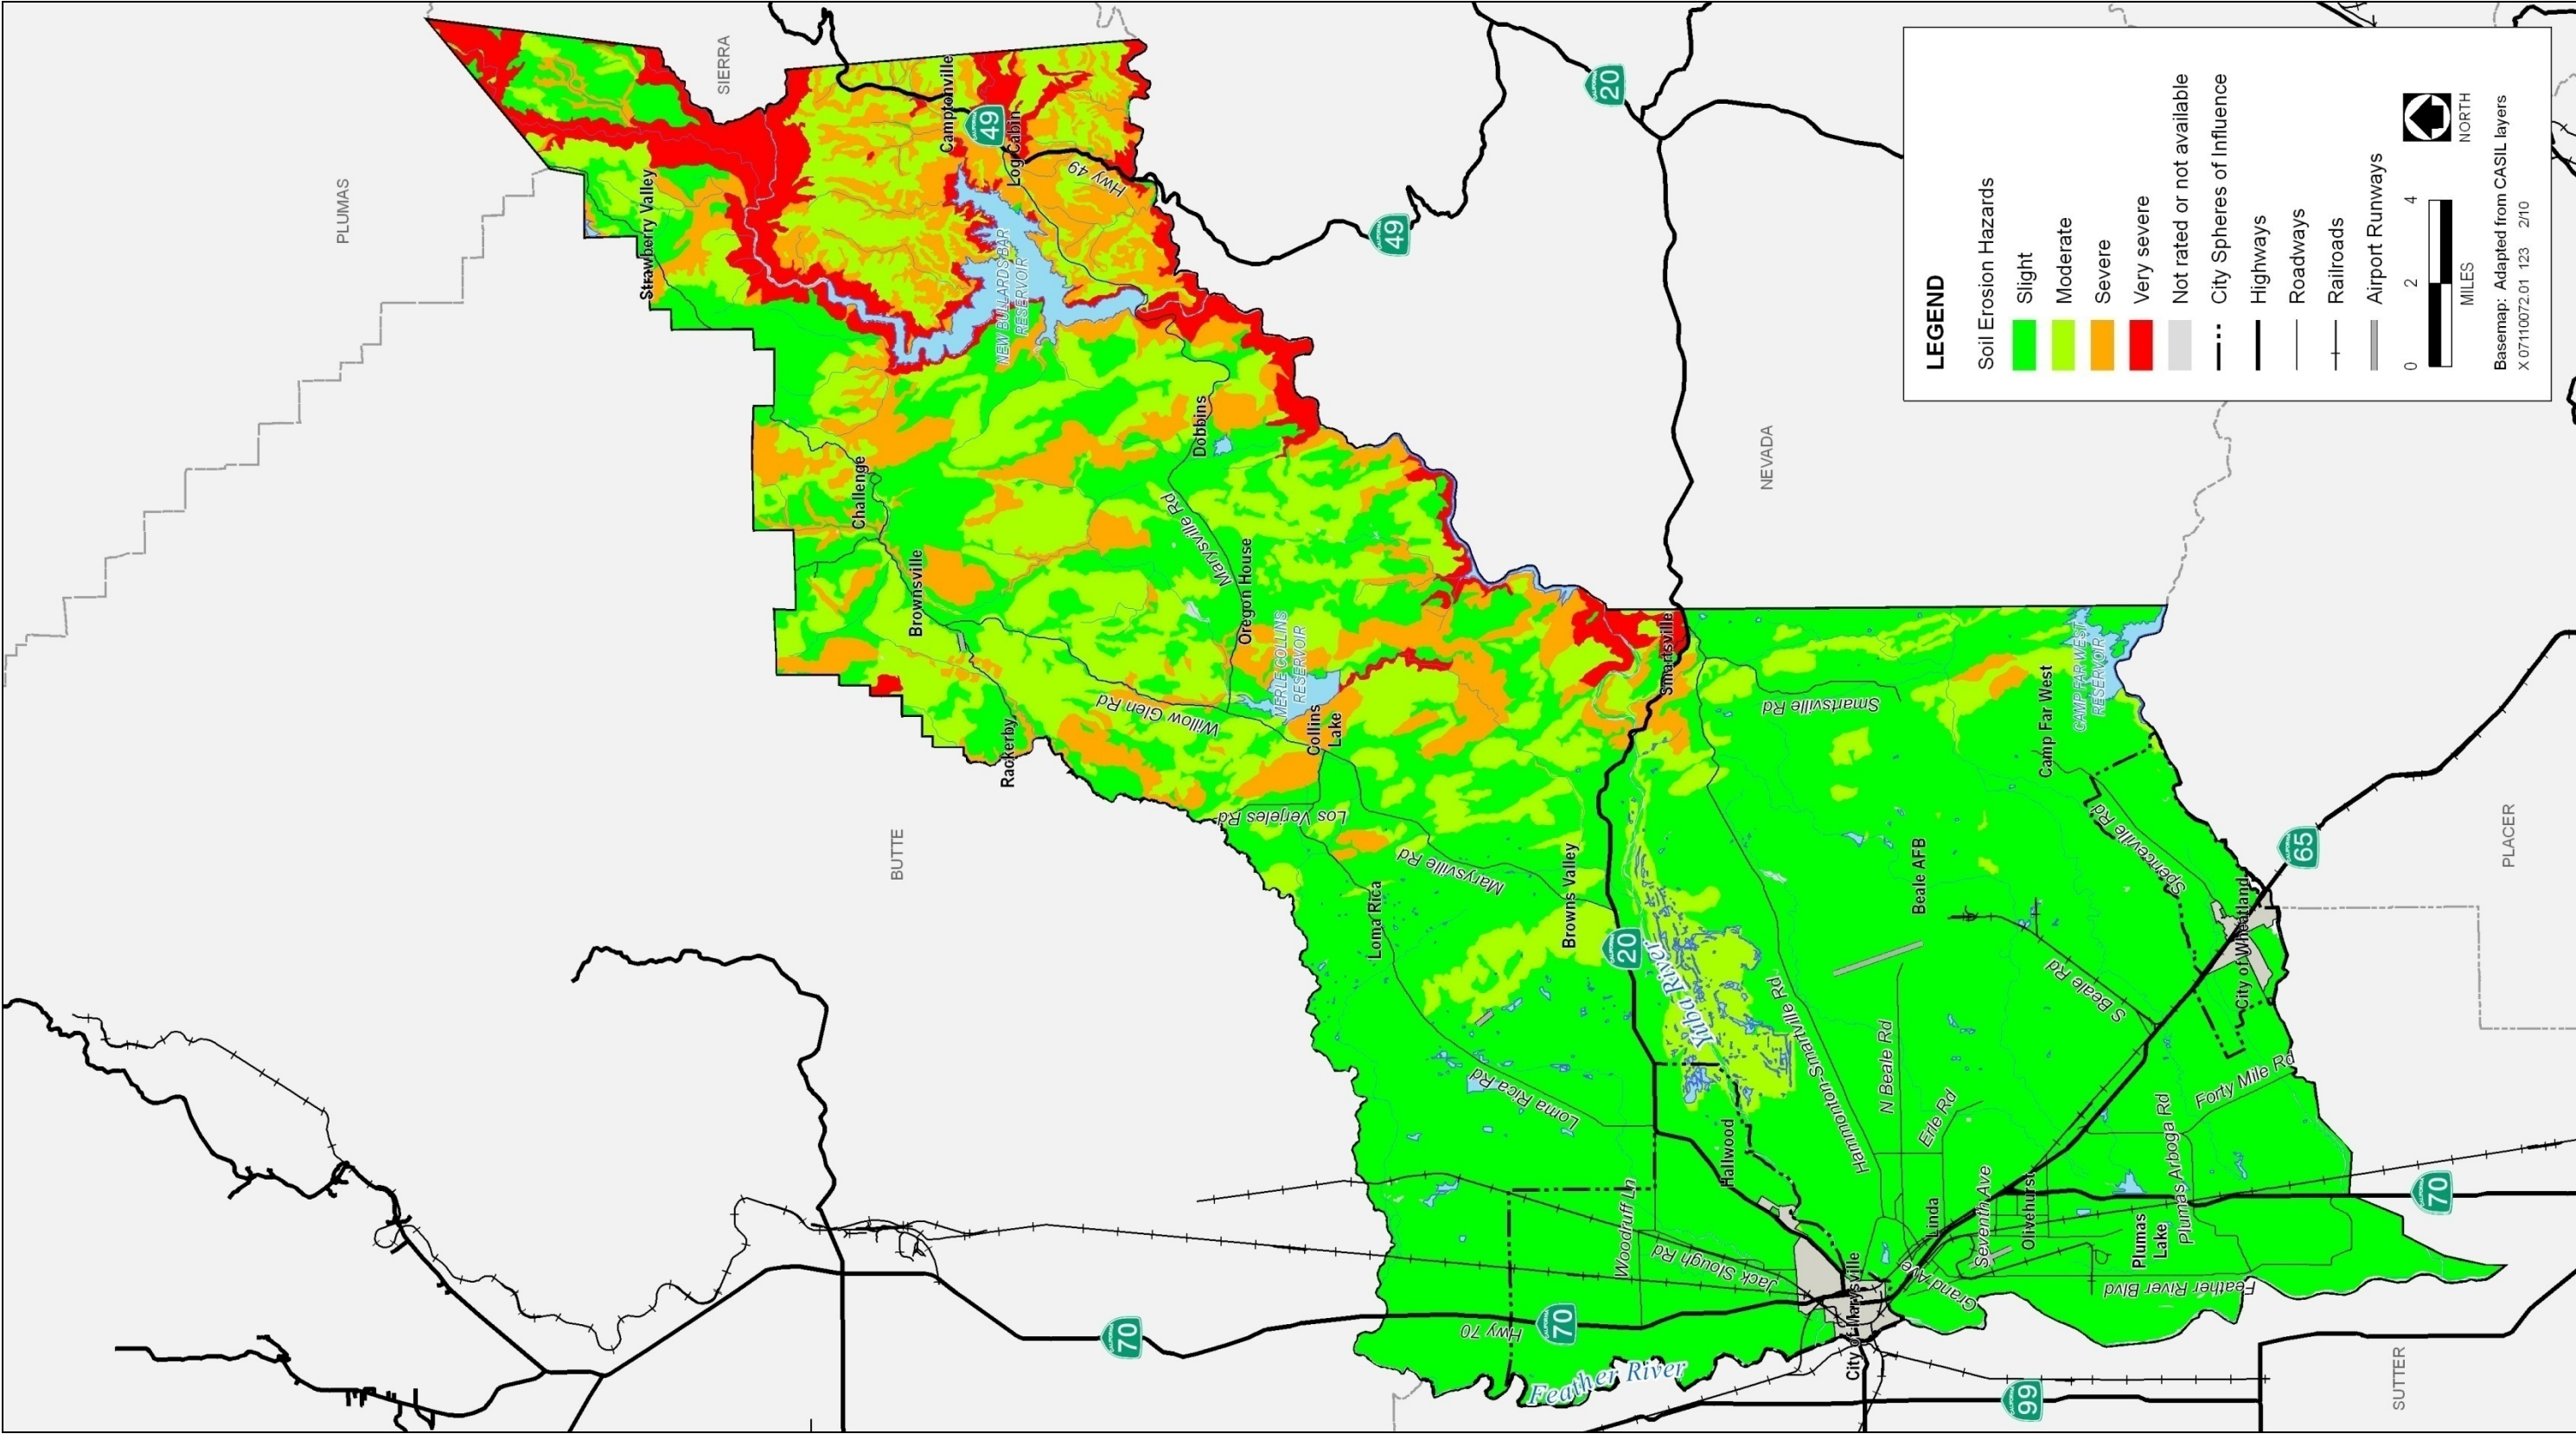 PLUMAS
SIERRA
BUTTE
NEVADA
PLACER
SUTTER
Strawberry Valley
Camptonville
49
Log Cabin
Hwy 49
49
20
NEW BULLARDS BAR
RESERVOIR
Challenge
Dobbins
Brownsville
Marysville Rd
Oregon House
MERLE COLLINS
RESERVOIR
Rackerby
Willow Glen Rd
Collins
Lake
Los Verjeles Rd
Smartsville
Smartsville Rd
Loma Rica
Marysville Rd
Browns Valley
20
Yuba River
Camp Far West
CAMP FAR WEST
RESERVOIR
Beale AFB
Spenceville Rd
65
City of Wheatland
S Beale Rd
Hammonton-Smartville Rd
N Beale Rd
Erle Rd
Loma Rica Rd
Hallwood
Forty Mile Rd
Plumas Arboga Rd
Woodruff Ln
Jack Slough Rd
Linda
Seventh Ave
Olivehurst
Plumas
Lake
70
Grand Ave
Feather River Blvd
City of Marysville
Hwy 70
70
70
Feather River
99
LEGEND
Soil Erosion Hazards
Slight
Moderate
Severe
Very severe
Not rated or not available
City Spheres of Influence
Highways
Roadways
Railroads
Airport Runways
0 2 4
MILES
NORTH
Basemap: Adapted from CASIL layers
X 07110072.01 123 2/10